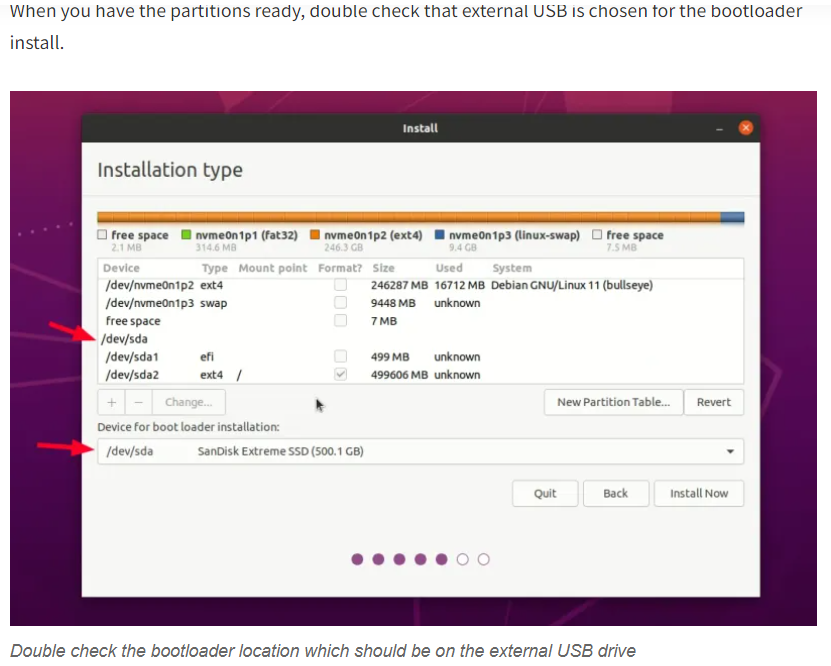 When you have the partitions ready, double check that external USB is chosen for the bootloader
install.
Install
Installation type
free space nvme0n1p1 (fat32) nvme0n1p2 (ext4) nvme0n1p3 (linux-swap) free space
2.1 MB 314.6 MB 246.3 GB 9.4 GB 7.5 MB
Device Type Mount point Format? Size Used System
/dev/nvme0n1p2 ext4 246287 MB 16712 MB Debian GNU/Linux 11 (bullseye)
/dev/nvme0n1p3 swap 9448 MB unknown
free space 7 MB
/dev/sda
/dev/sda1 efi 499 MB unknown
/dev/sda2 ext4 / 499606 MB unknown
+ − Change... New Partition Table... Revert
Device for boot loader installation:
/dev/sda SanDisk Extreme SSD (500.1 GB)
Quit Back Install Now
Double check the bootloader location which should be on the external USB drive